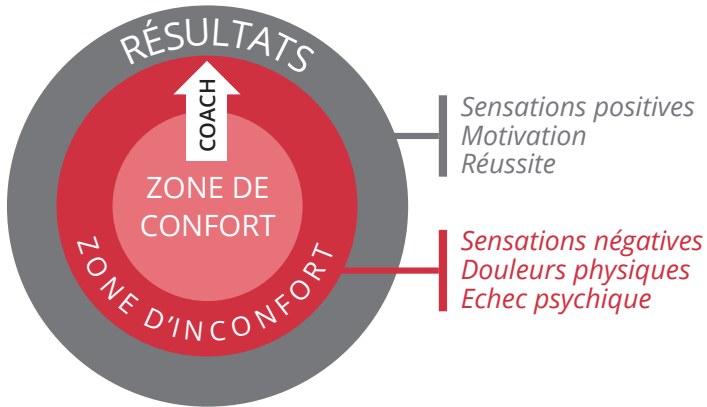 RÉSULTATS
COACH
ZONE DE
CONFORT
ZONE D'INCONFORT
Sensations positives
Motivation
Réussite
Sensations négatives
Douleurs physiques
Echec psychique